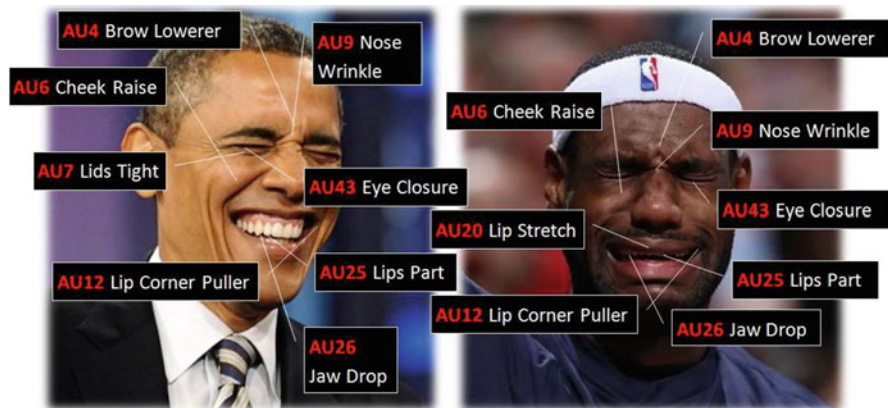 AU4 Brow Lowerer
AU9 Nose
Wrinkle
AU6 Cheek Raise
AU7 Lids Tight
AU43 Eye Closure
AU12 Lip Corner Puller
AU25 Lips Part
AU26
Jaw Drop
AU4 Brow Lowerer
AU6 Cheek Raise
AU9 Nose Wrinkle
AU43 Eye Closure
AU20 Lip Stretch
AU25 Lips Part
AU12 Lip Corner Puller
AU26 Jaw Drop